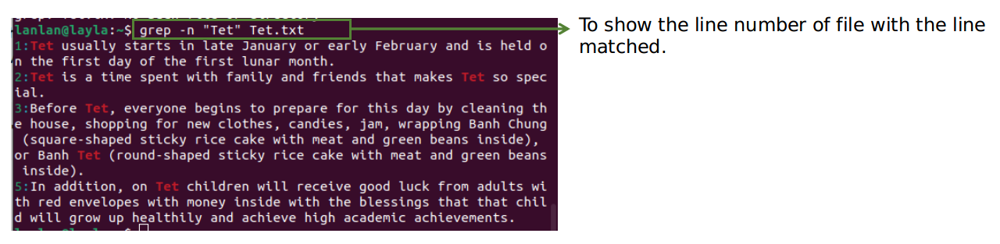 lanlan@layla:~$ grep -n "Tet" Tet.txt
1:Tet usually starts in late January or early February and is held o
n the first day of the first lunar month.
2:Tet is a time spent with family and friends that makes Tet so spec
ial.
3:Before Tet, everyone begins to prepare for this day by cleaning th
e house, shopping for new clothes, candies, jam, wrapping Banh Chung
(square-shaped sticky rice cake with meat and green beans inside),
or Banh Tet (round-shaped sticky rice cake with meat and green beans
inside).
5:In addition, on Tet children will receive good luck from adults wi
th red envelopes with money inside with the blessings that that chil
d will grow up healthily and achieve high academic achievements.
To show the line number of file with the line
matched.